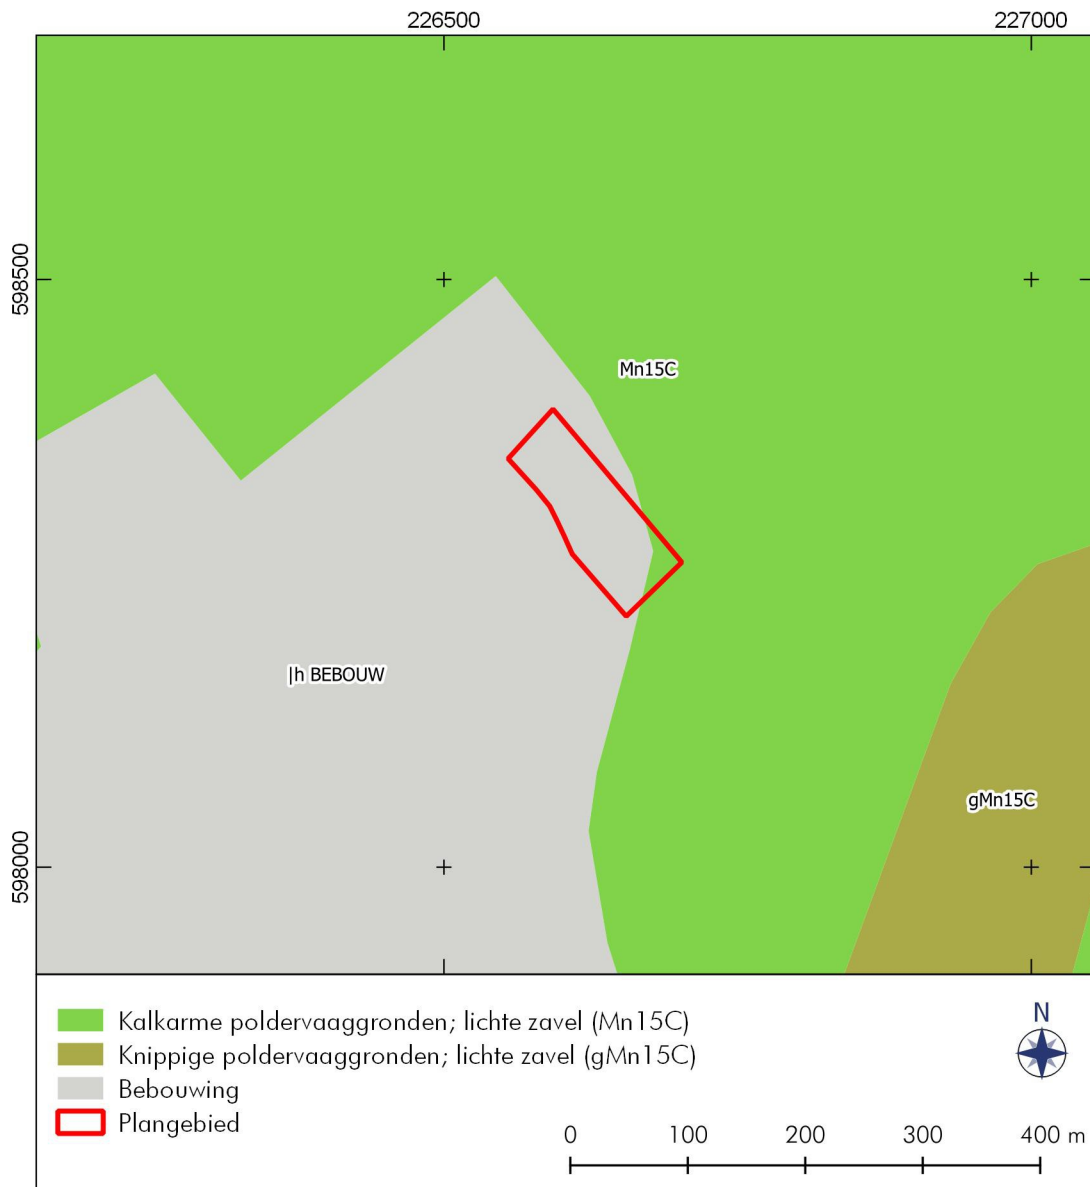 226500
227000
598500
Mn15C
|h BEBOUW
gMn15C
598000
Kalkarme poldervaaggronden; lichte zavel (Mn15C)
Knippige poldervaaggronden; lichte zavel (gMn15C)
Bebouwing
Plangebied
N
0 100 200 300 400 m